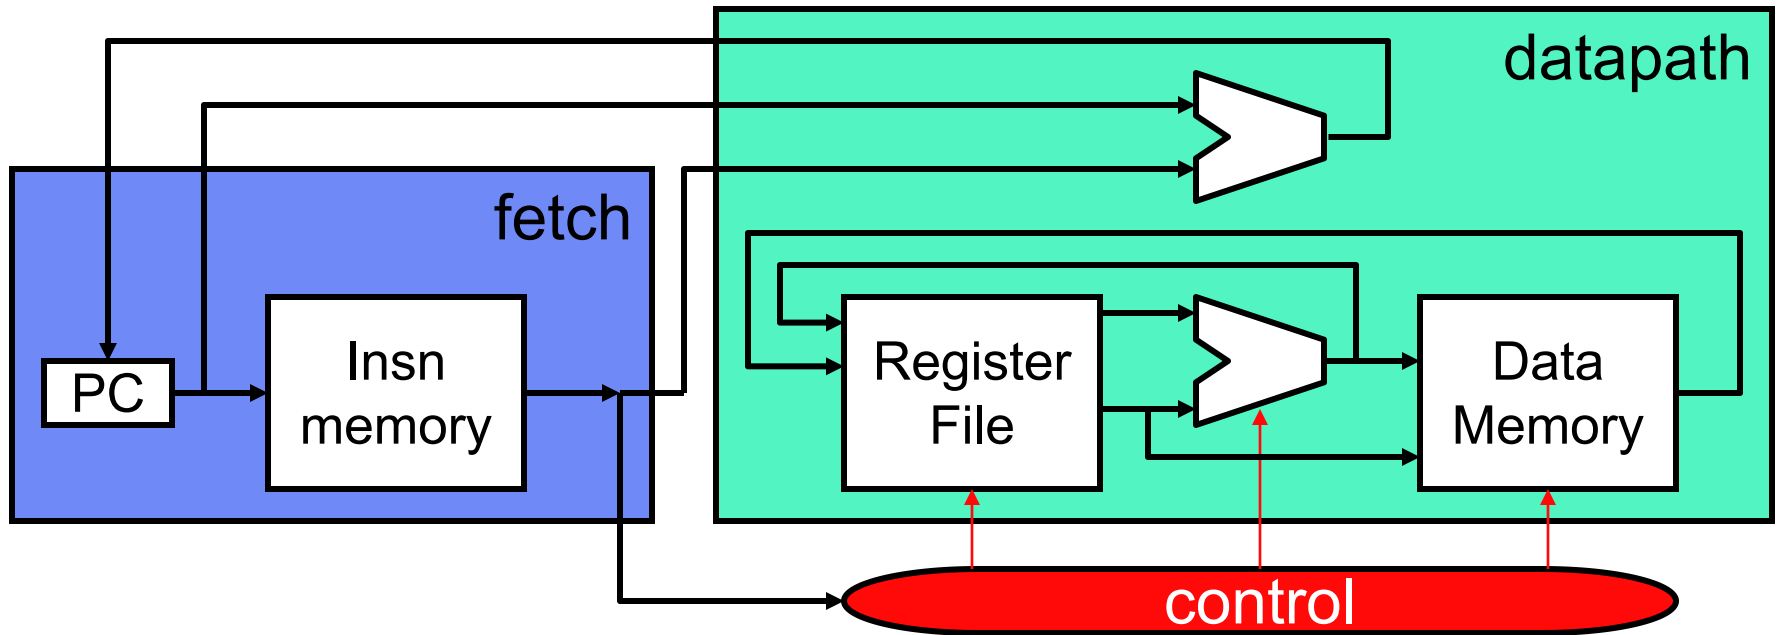 datapath
fetch
PC
Insn
memory
Register
File
Data
Memory
control